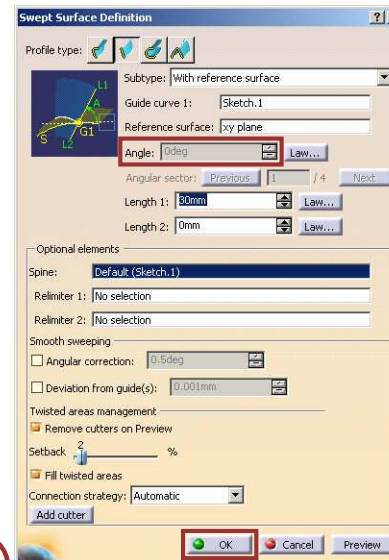 Swept Surface Definition ?
Profile type:
L1
A
G1
S L2
Subtype: With reference surface
Guide curve 1: Sketch.1
Reference surface: xy plane
Angle: 0deg Law...
Angular sector: Previous 1 / 4 Next
Length 1: 30mm Law...
Length 2: 0mm Law...
Optional elements
Spine: Default (Sketch.1)
Relimiter 1: No selection
Relimiter 2: No selection
Smooth sweeping
Angular correction: 0.5deg
Deviation from guide(s): 0.001mm
Twisted areas management
Remove cutters on Preview
Setback 2 %
Fill twisted areas
Connection strategy: Automatic
Add cutter
OK Cancel Preview